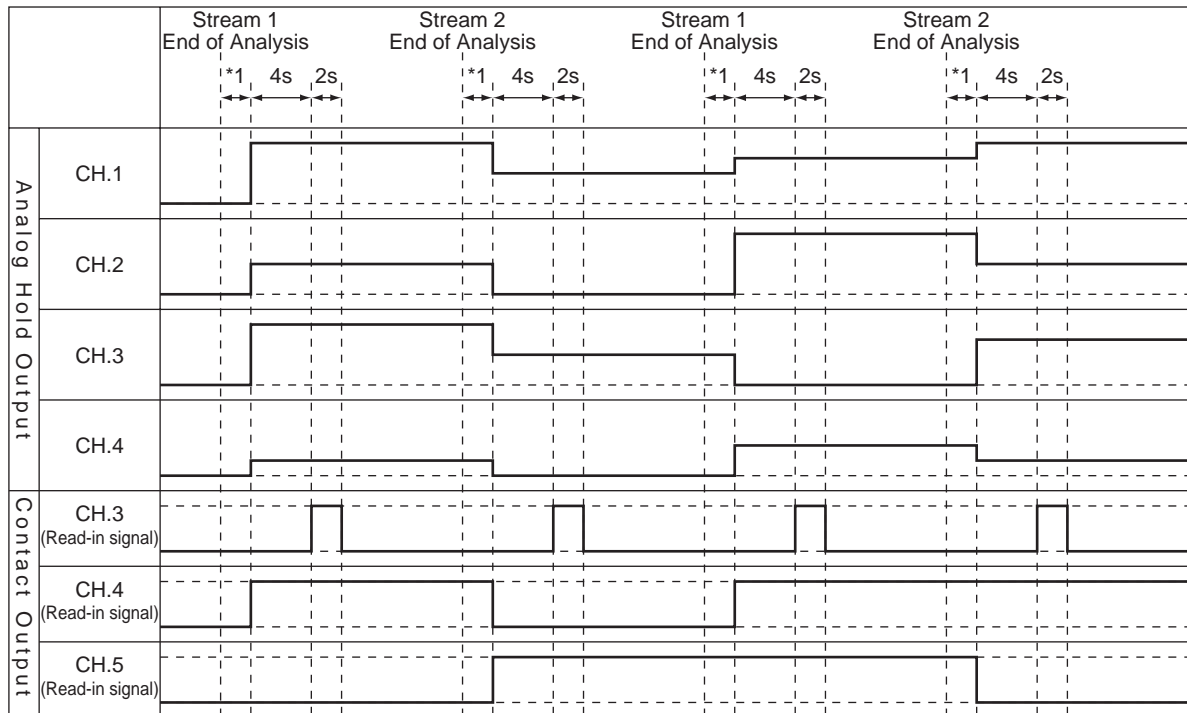 Stream 1
End of Analysis
Stream 2
End of Analysis
Stream 1
End of Analysis
Stream 2
End of Analysis
*1 4s 2s
*1 4s 2s
*1 4s 2s
*1 4s 2s
Analog Hold Output
CH.1
CH.2
CH.3
CH.4
Contact Output
CH.3
(Read-in signal)
CH.4
(Read-in signal)
CH.5
(Read-in signal)